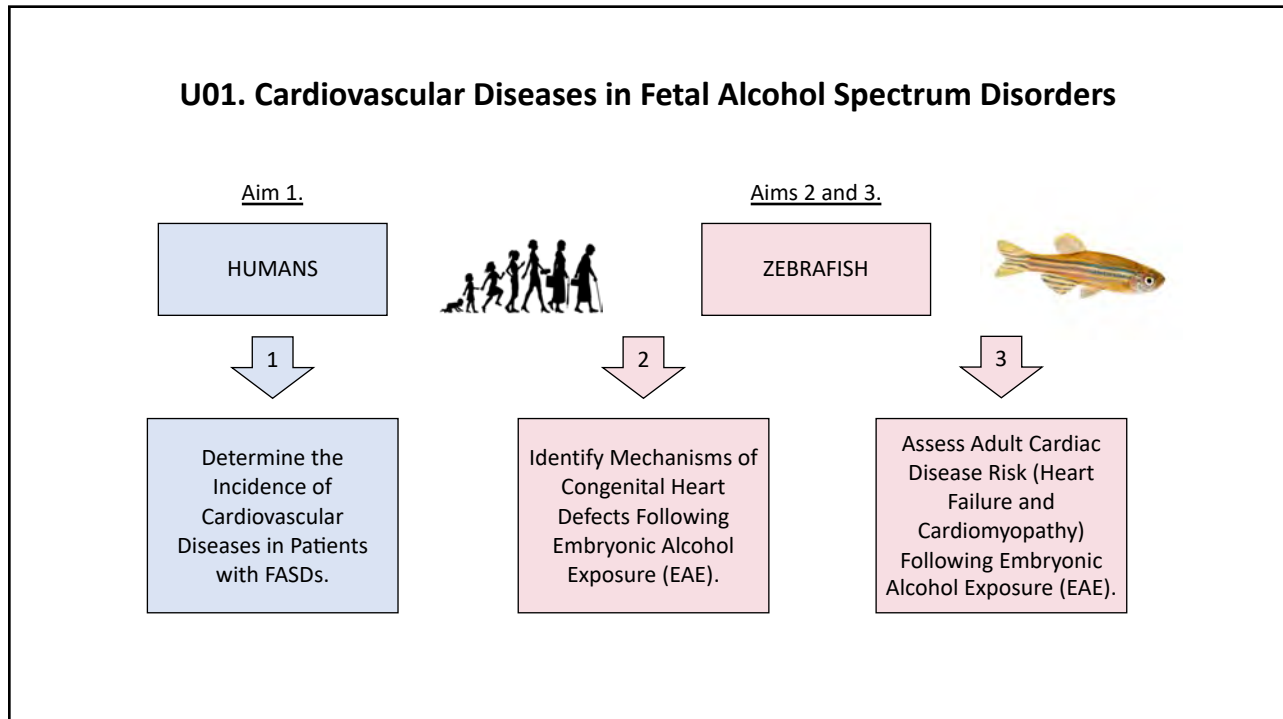 U01. Cardiovascular Diseases in Fetal Alcohol Spectrum Disorders
Aim 1.
Aims 2 and 3.
HUMANS
ZEBRAFISH
1
2
3
Determine the
Incidence of
Cardiovascular
Diseases in Patients
with FASDs.
Identify Mechanisms of
Congenital Heart
Defects Following
Embryonic Alcohol
Exposure (EAE).
Assess Adult Cardiac
Disease Risk (Heart
Failure and
Cardiomyopathy)
Following Embryonic
Alcohol Exposure (EAE).